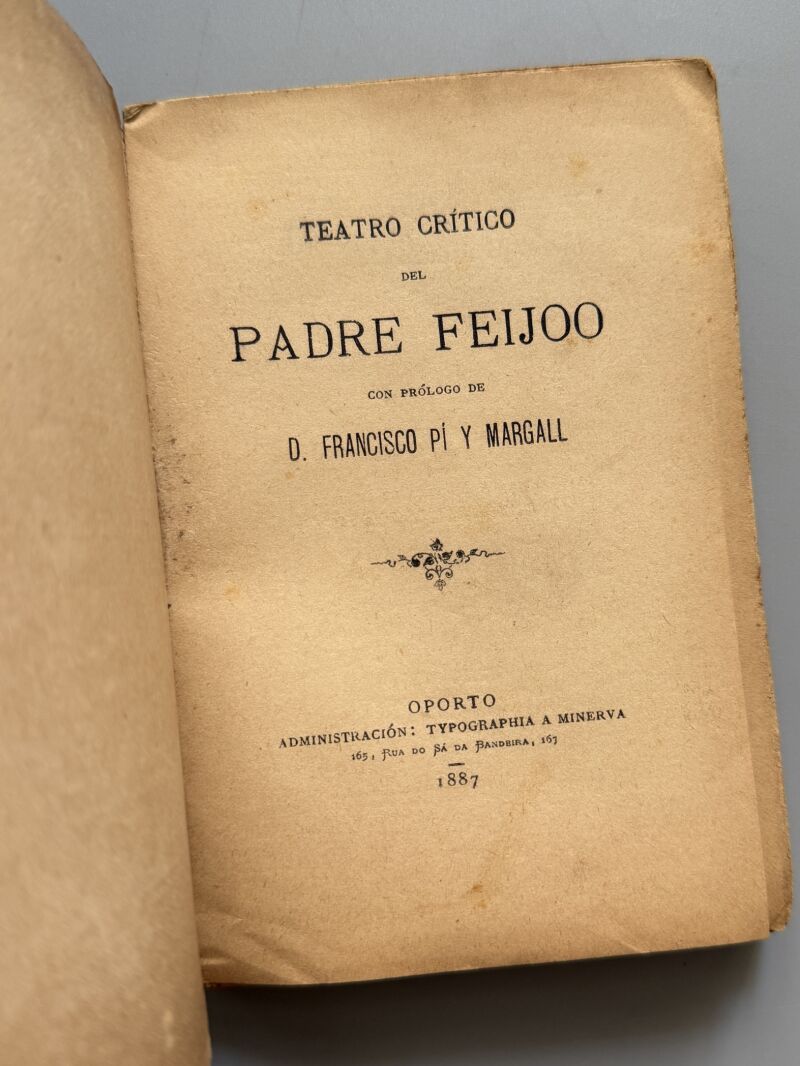 TEATRO CRÍTICO
DEL
PADRE FEIJOO
CON PRÓLOGO DE
D. FRANCISCO PÍ Y MARGALL
OPORTO
ADMINISTRACIÓN: TYPOGRAPHIA A MINERVA
165, RUA DO SÁ DA BANDEIRA, 167
1887